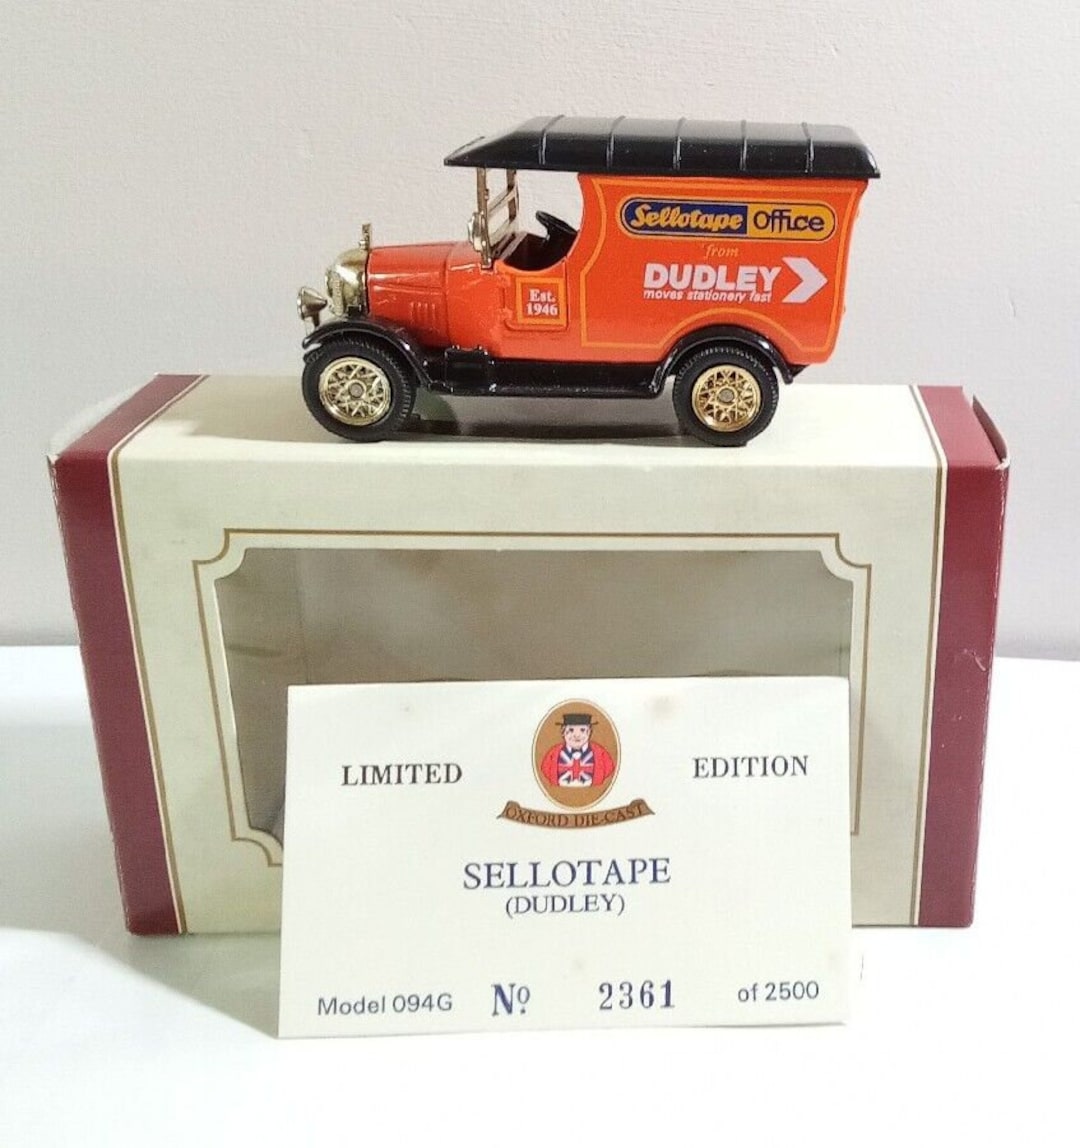 Sellotape Office
from
DUDLEY
moves stationery fast
Est.
1946
LIMITED EDITION
OXFORD DIE-CAST
SELLOTAPE
(DUDLEY)
Model 094G Nº 2361 of 2500